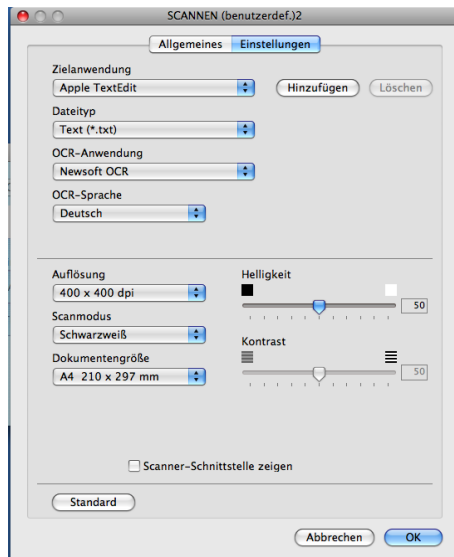 SCANNEN (benutzerdef.)2
Allgemeines Einstellungen
Zielanwendung
Apple TextEdit Hinzufügen Löschen
Dateityp
Text (*.txt)
OCR-Anwendung
Newsoft OCR
OCR-Sprache
Deutsch
Auflösung Helligkeit
400 x 400 dpi 50
Scanmodus
Schwarzweiß Kontrast
Dokumentengröße
A4 210 x 297 mm 50
Scanner-Schnittstelle zeigen
Standard
Abbrechen OK